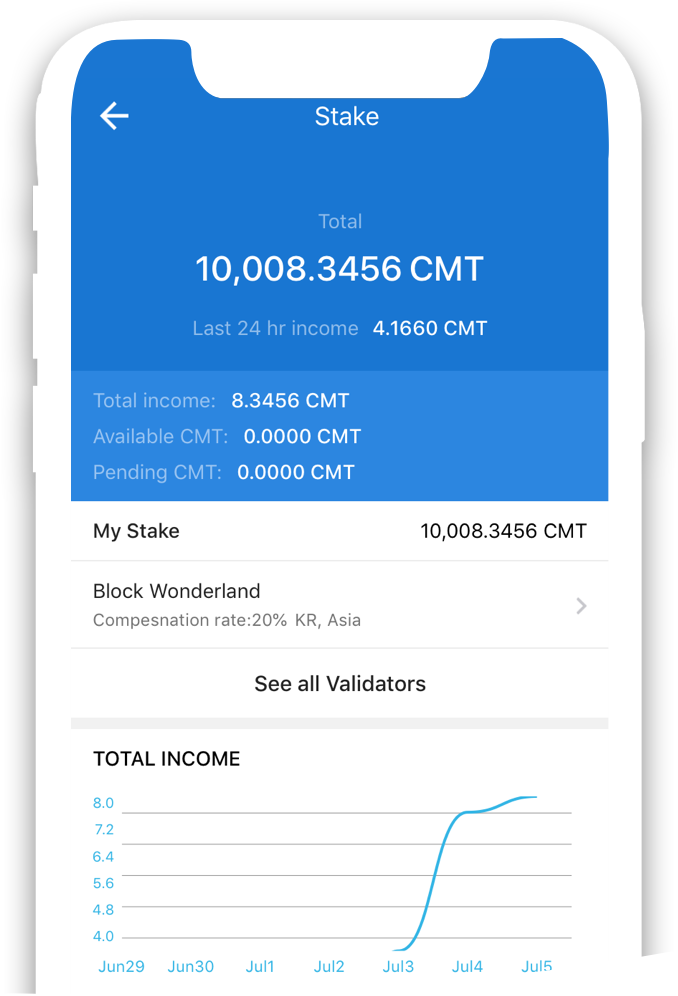 Stake
Total
10,008.3456 CMT
Last 24 hr income 4.1660 CMT
Total income: 8.3456 CMT
Available CMT: 0.0000 CMT
Pending CMT: 0.0000 CMT
My Stake 10,008.3456 CMT
Block Wonderland
Compesnation rate:20% KR, Asia
See all Validators
TOTAL INCOME
8.0
7.2
6.4
5.6
4.8
4.0
Jun29 Jun30 Jul1 Jul2 Jul3 Jul4 Jul5